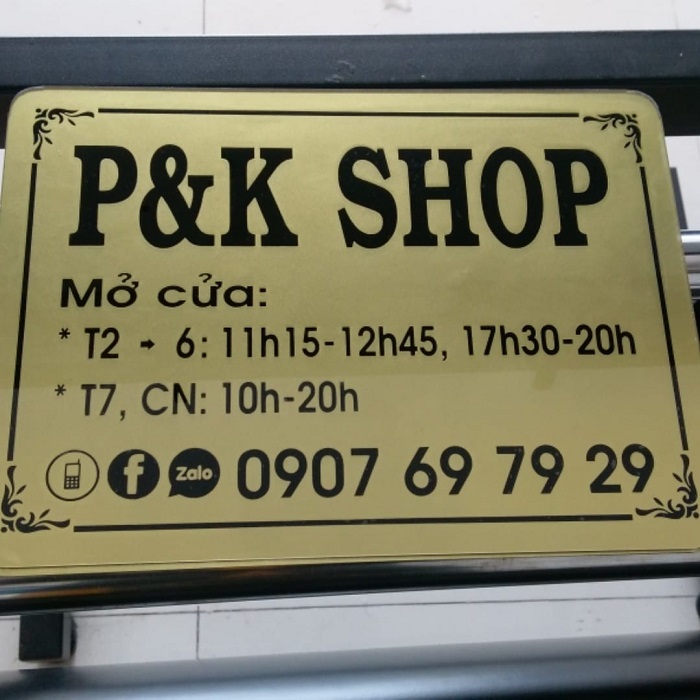 P&K SHOP
Mở cửa:
* T2 → 6: 11h15-12h45, 17h30-20h
* T7, CN: 10h-20h
f Zalo 0907 69 79 29